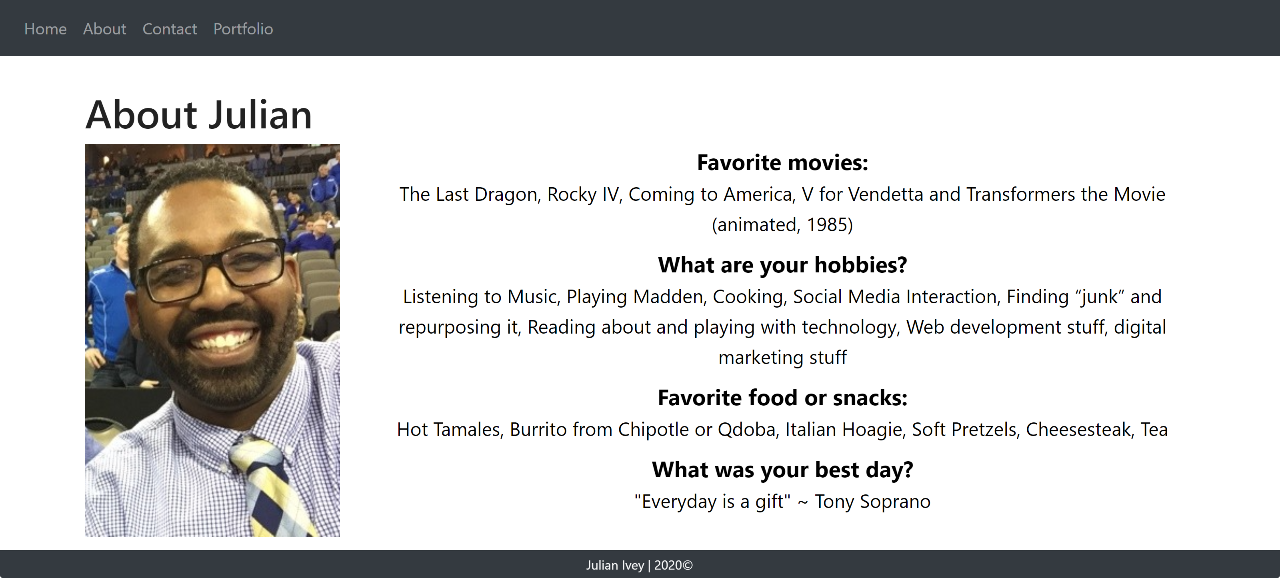 Home About Contact Portfolio
About Julian
Favorite movies:
The Last Dragon, Rocky IV, Coming to America, V for Vendetta and Transformers the Movie
(animated, 1985)
What are your hobbies?
Listening to Music, Playing Madden, Cooking, Social Media Interaction, Finding “junk” and
repurposing it, Reading about and playing with technology, Web development stuff, digital
marketing stuff
Favorite food or snacks:
Hot Tamales, Burrito from Chipotle or Qdoba, Italian Hoagie, Soft Pretzels, Cheesesteak, Tea
What was your best day?
"Everyday is a gift" ~ Tony Soprano
Julian Ivey | 2020©